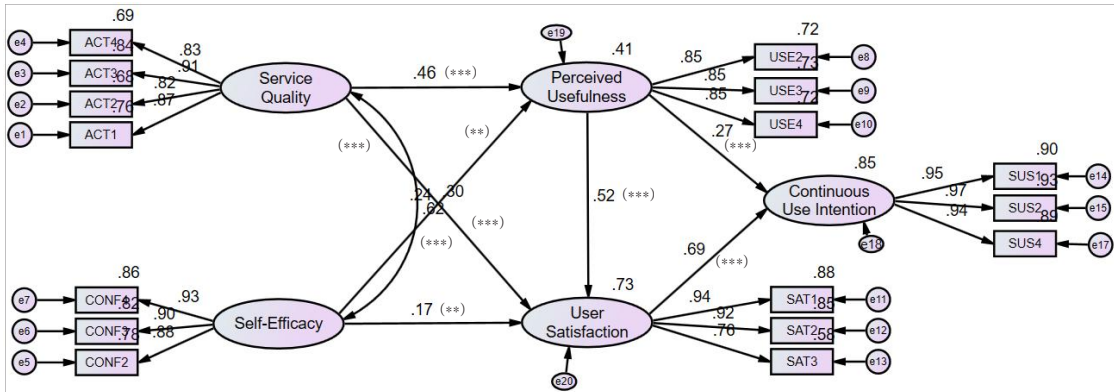 .69
e4 ACT4 .83
.84
e3 ACT3 .91
.68
e2 ACT2 .82
.76
e1 ACT1 .87
Service
Quality
.46 (***)
e19
.41
Perceived
Usefulness
.72
.85 USE2 e8
.73
.85 USE3 e9
.72
.85 USE4 e10
(***)
(**)
.27
(***)
.85
Continuous
Use Intention
e18
.90
.95 SUS1 e14
.93
.97 SUS2 e15
.89
.94 SUS4 e17
.24
.30
.62
.52 (***)
(***)
(***)
.69 (***)
.86
e7 CONF4 .93
.82
e6 CONF3 .90
.78
e5 CONF2 .88
Self-Efficacy
.17 (**)
.73
User
Satisfaction
e20
.88
.94 SAT1 e11
.85
.92 SAT2 e12
.58
.76 SAT3 e13